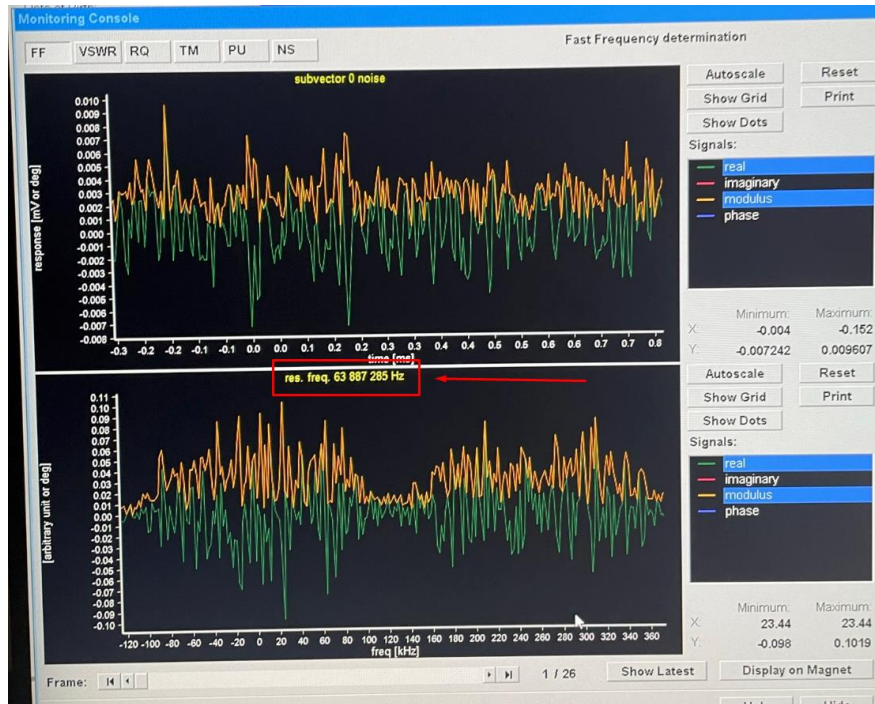 Monitoring Console
FF VSWR RQ TM PU NS
Fast Frequency determination
subvector 0 noise
0.010
0.009
0.008
0.007
0.006
0.005
0.004
0.003
0.002
0.001
0.000
-0.001
-0.002
-0.003
-0.004
-0.005
-0.006
-0.007
-0.008
response [mV or deg]
-0.3 -0.2 -0.2 -0.1 -0.1 0.0 0.0 0.1 0.2 0.2 0.3 0.3 0.4 0.4 0.5 0.5 0.6 0.6 0.7 0.7 0.8
time [ms]
Autoscale Reset
Show Grid Print
Show Dots
Signals:
real
imaginary
modulus
phase
Minimum: Maximum:
X: -0.004 -0.152
Y: -0.007242 0.009607
res. freq. 63 887 285 Hz
0.11
0.10
0.09
0.08
0.07
0.06
0.05
0.04
0.03
0.02
0.01
0.00
-0.01
-0.02
-0.03
-0.04
-0.05
-0.06
-0.07
-0.08
-0.09
-0.10
[arbitrary unit or deg]
-120 -100 -80 -60 -40 -20 0 20 40 60 80 100 120 140 160 180 200 220 240 260 280 300 320 340 360
freq [kHz]
Autoscale Reset
Show Grid Print
Show Dots
Signals:
real
imaginary
modulus
phase
Minimum: Maximum:
X: 23.44 23.44
Y: -0.098 0.1019
Frame: 1 / 26 Show Latest Display on Magnet